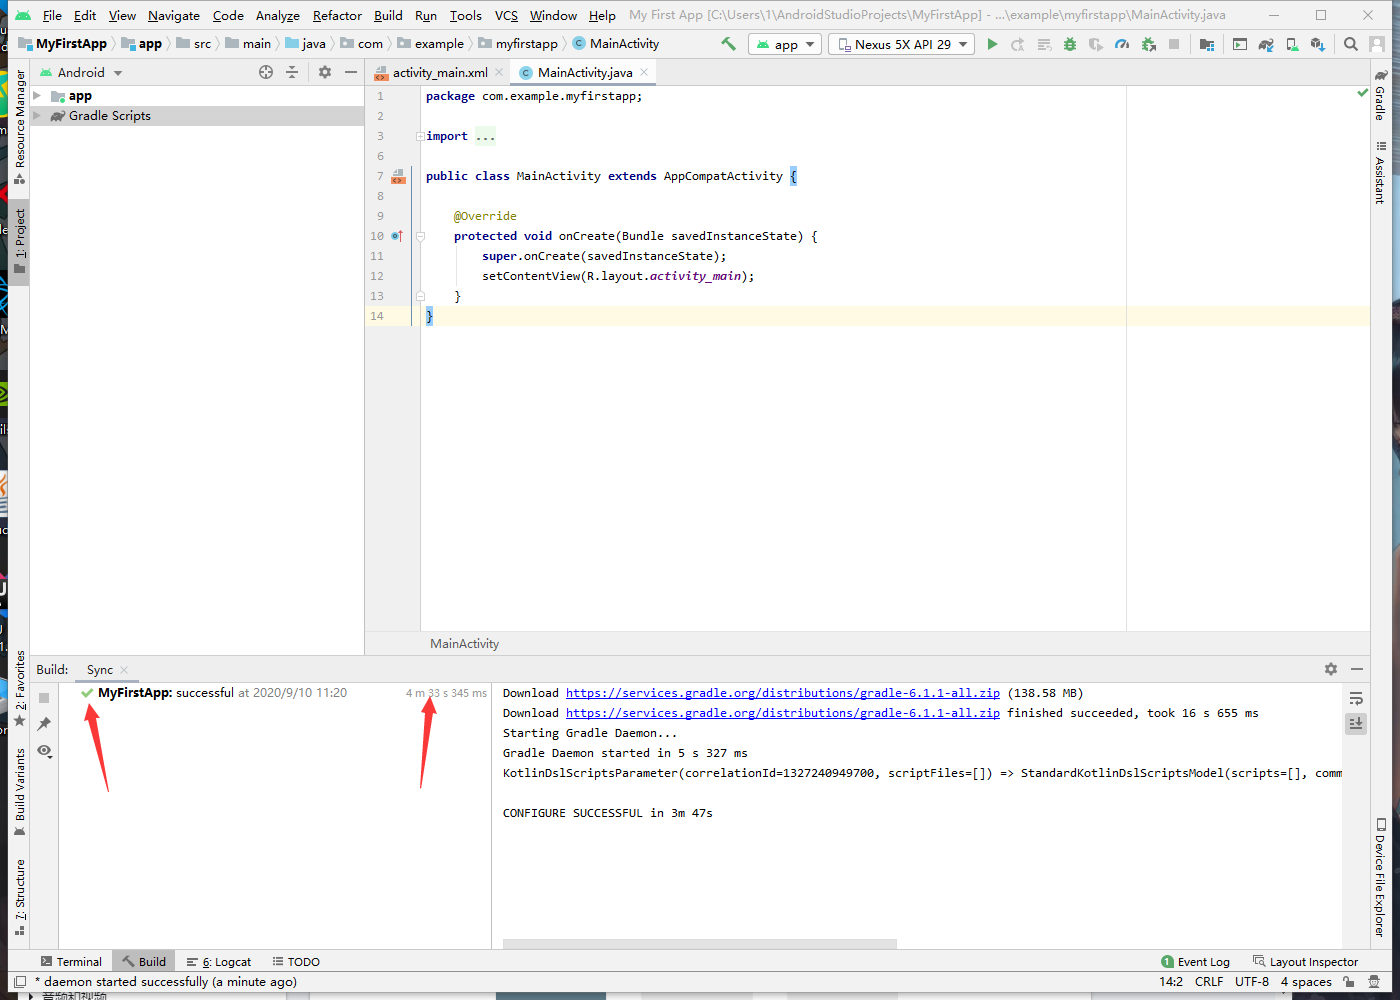 File Edit View Navigate Code Analyze Refactor Build Run Tools VCS Window Help My First App [C:\Users\1\AndroidStudioProjects\MyFirstApp] - ...\example\myfirstapp\MainActivity.java
MyFirstApp app src main java com example myfirstapp MainActivity app Nexus 5X API 29
Resource Manager
1: Project
2: Favorites
Build Variants
7: Structure
Android
app
Gradle Scripts
activity_main.xml MainActivity.java
1 package com.example.myfirstapp;
2
3 import ...
6
7 public class MainActivity extends AppCompatActivity {
8
9 @Override
10 protected void onCreate(Bundle savedInstanceState) {
11 super.onCreate(savedInstanceState);
12 setContentView(R.layout.activity_main);
13 }
14 }
MainActivity
Gradle
Assistant
Device File Explorer
Build: Sync
MyFirstApp: successful at 2020/9/10 11:20 4 m 33 s 345 ms
Download https://services.gradle.org/distributions/gradle-6.1.1-all.zip (138.58 MB)
Download https://services.gradle.org/distributions/gradle-6.1.1-all.zip finished succeeded, took 16 s 655 ms
Starting Gradle Daemon...
Gradle Daemon started in 5 s 327 ms
KotlinDslScriptsParameter(correlationId=1327240949700, scriptFiles=[]) => StandardKotlinDslScriptsModel(scripts=[], comm
CONFIGURE SUCCESSFUL in 3m 47s
Terminal Build 6: Logcat TODO 1 Event Log Layout Inspector
* daemon started successfully (a minute ago) 14:2 CRLF UTF-8 4 spaces
音频和视频